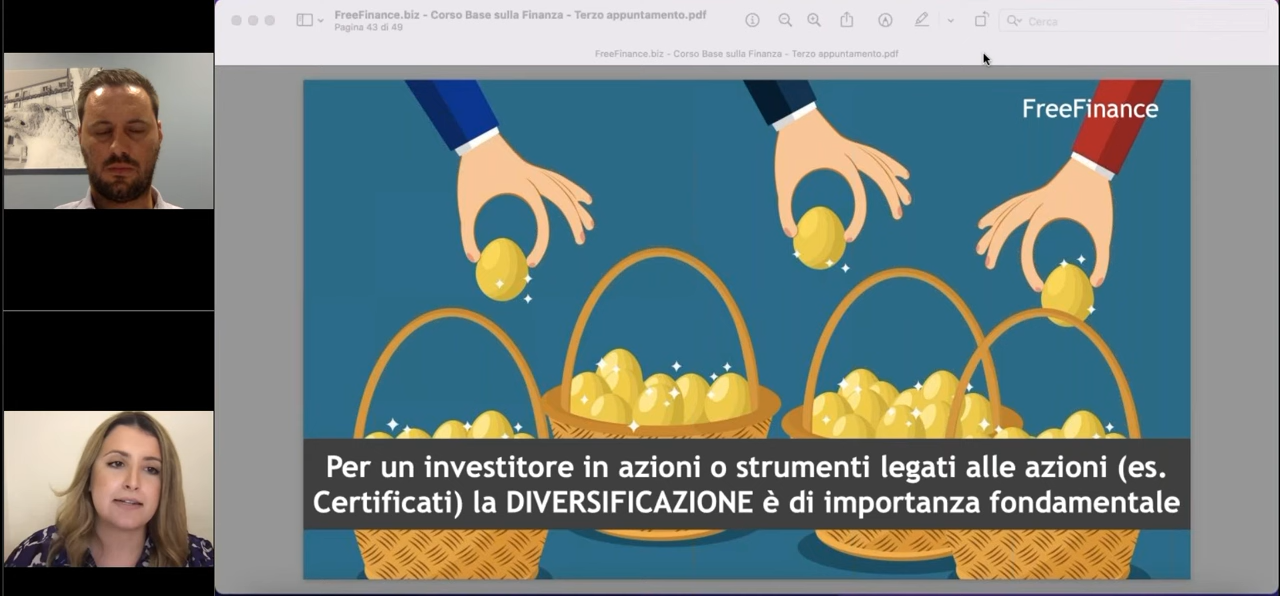 FreeFinance.biz - Corso Base sulla Finanza - Terzo appuntamento.pdf
Pagina 43 di 49
Cerca
FreeFinance.biz - Corso Base sulla Finanza - Terzo appuntamento.pdf
FreeFinance
Per un investitore in azioni o strumenti legati alle azioni (es.
Certificati) la DIVERSIFICAZIONE è di importanza fondamentale